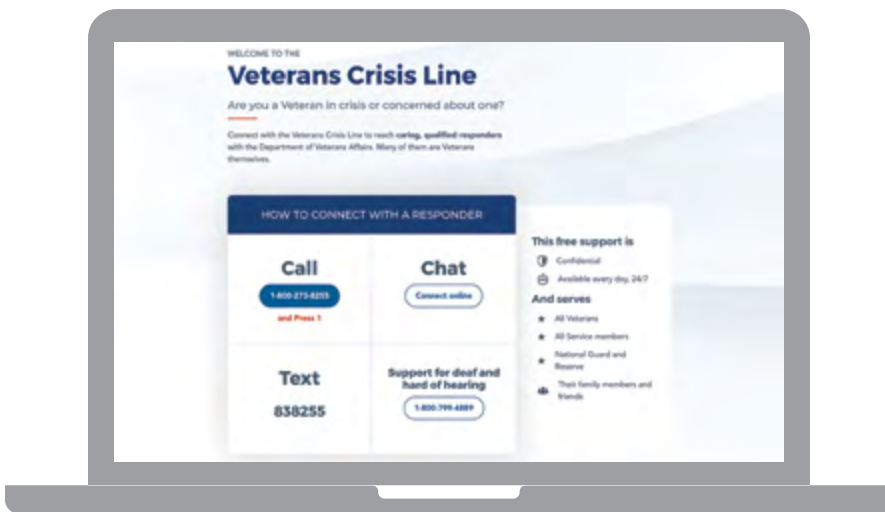 WELCOME TO THE
Veterans Crisis Line
Are you a Veteran in crisis or concerned about one?
Connect with the Veterans Crisis Line to reach caring, qualified responders
with the Department of Veterans Affairs. Many of them are Veterans
themselves.
HOW TO CONNECT WITH A RESPONDER
Call
1-800-273-8255
and Press 1
Chat
Connect online
Text
838255
Support for deaf and
hard of hearing
1-800-799-4889
This free support is
Confidential
Available every day, 24/7
And serves
All Veterans
All Service members
National Guard and
Reserve
Their family members and
friends